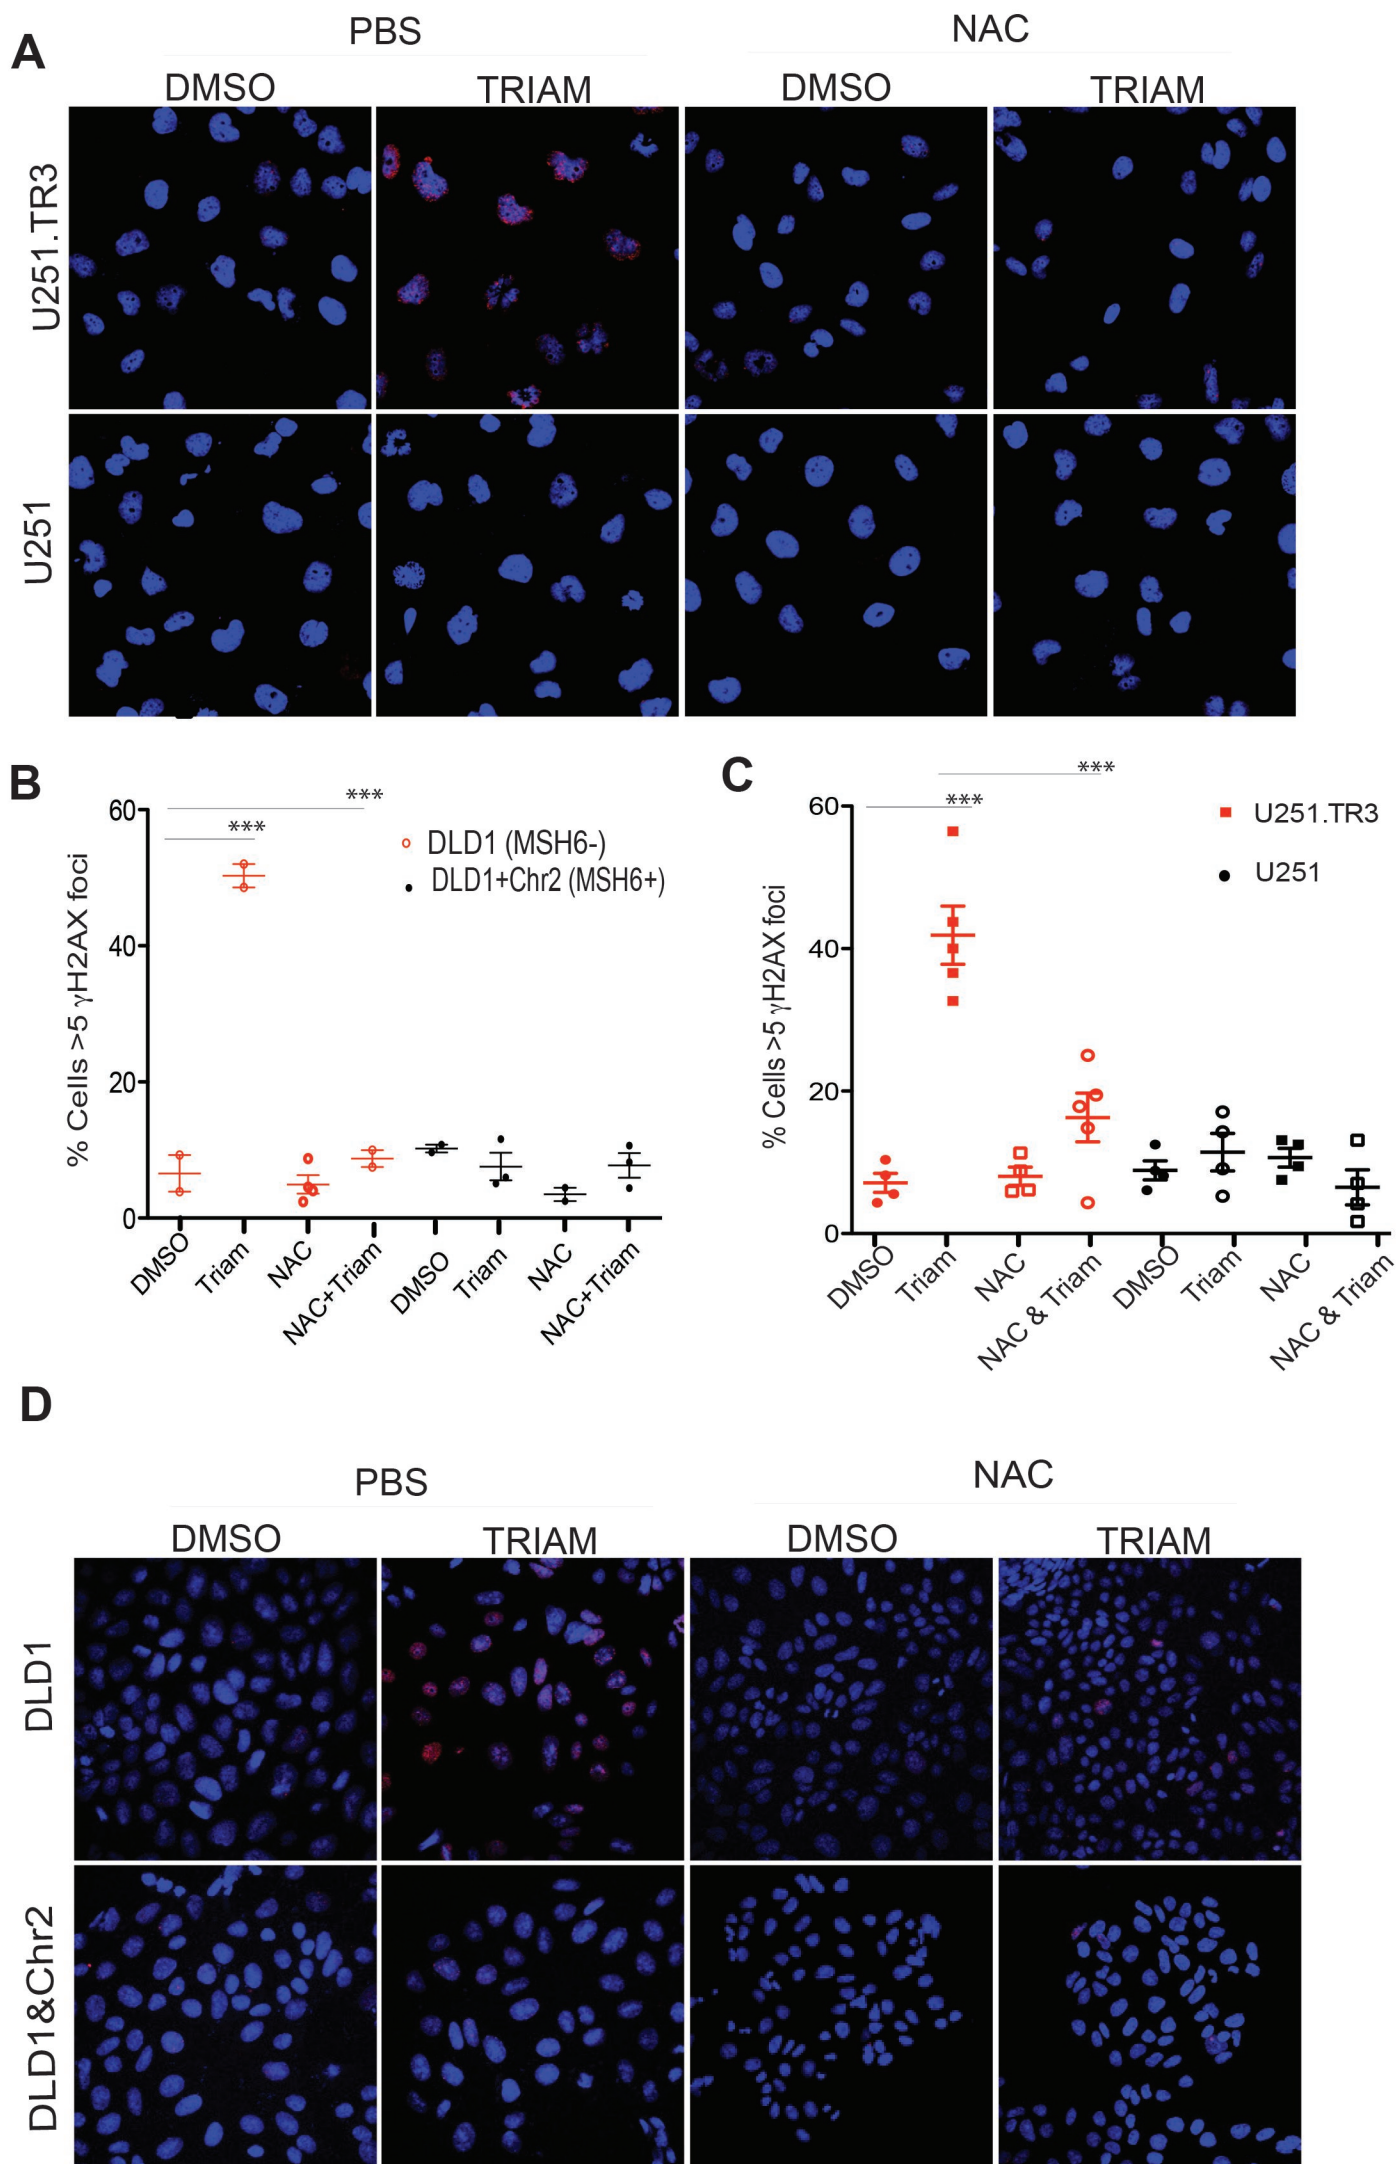 A
PBS NAC
DMSO TRIAM DMSO TRIAM
U251.TR3
U251
B
% Cells >5 γH2AX foci
60
40
20
0
***
***
DLD1 (MSH6-)
DLD1+Chr2 (MSH6+)
DMSO Triam NAC NAC+Triam DMSO Triam NAC NAC+Triam
C
% Cells >5 γH2AX foci
60
40
20
0
***
***
U251.TR3
U251
DMSO Triam NAC NAC & Triam DMSO Triam NAC NAC & Triam
D
PBS NAC
DMSO TRIAM DMSO TRIAM
DLD1
DLD1&Chr2